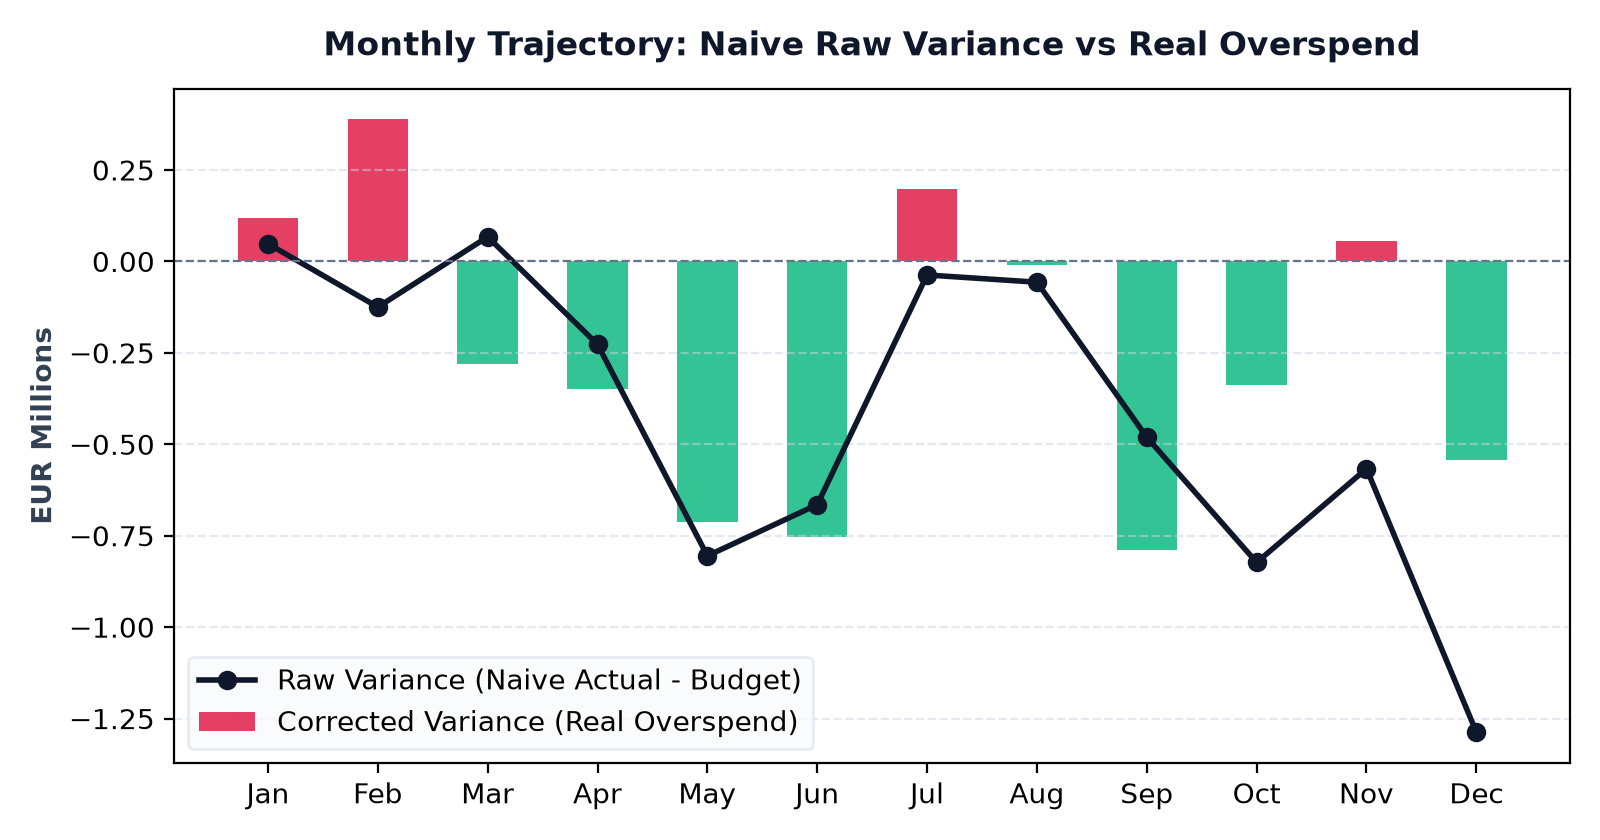 Monthly Trajectory: Naive Raw Variance vs Real Overspend
EUR Millions
0.25
0.00
−0.25
−0.50
−0.75
−1.00
−1.25
Raw Variance (Naive Actual - Budget)
Corrected Variance (Real Overspend)
Jan Feb Mar Apr May Jun Jul Aug Sep Oct Nov Dec